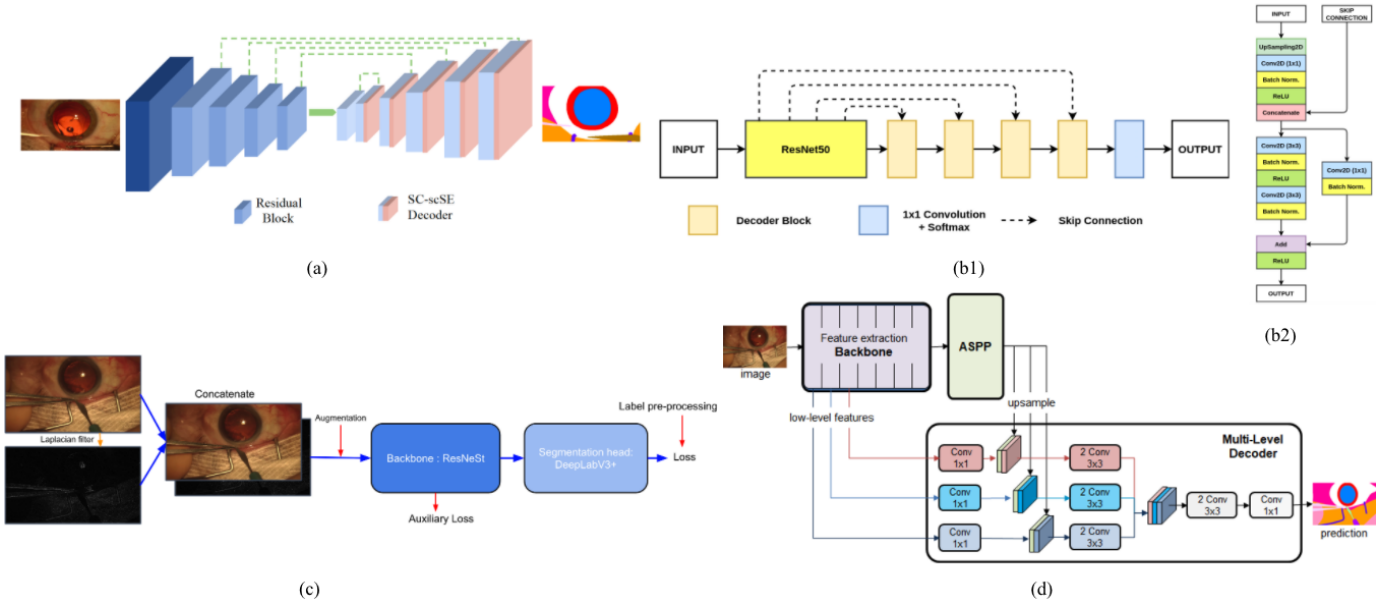 Residual
Block
SC-scSE
Decoder
(a)
INPUT
ResNet50
OUTPUT
Decoder Block
1x1 Convolution
+ Softmax
Skip Connection
(b1)
INPUT
SKIP
CONNECTION
UpSampling2D
Conv2D (1x1)
Batch Norm.
ReLU
Concatenate
Conv2D (3x3)
Batch Norm.
ReLU
Conv2D (3x3)
Batch Norm.
Conv2D (1x1)
Batch Norm.
Add
ReLU
OUTPUT
(b2)
Laplacian filter
Concatenate
Augmentation
Backbone : ResNeSt
Auxiliary Loss
Segmentation head:
DeepLabV3+
Label pre-processing
Loss
(c)
image
Feature extraction
Backbone
ASPP
low-level features
upsample
Multi-Level
Decoder
Conv
1x1
2 Conv
3x3
Conv
1x1
2 Conv
3x3
Conv
1x1
2 Conv
3x3
2 Conv
3x3
Conv
1x1
prediction
(d)